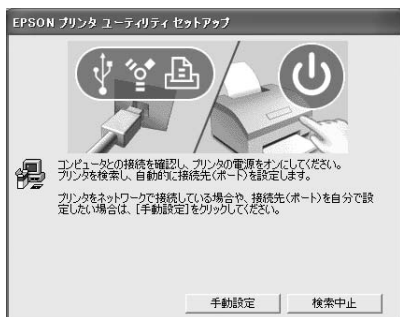 EPSON プリンタ ユーティリティ セットアップ
コンピュータとの接続を確認し、プリンタの電源をオンにしてください。
プリンタを検索し、自動的に接続先(ポート)を設定します。
プリンタをネットワークで接続している場合や、接続先(ポート)を自分で設
定したい場合は、[手動設定]をクリックしてください。
手動設定
検索中止